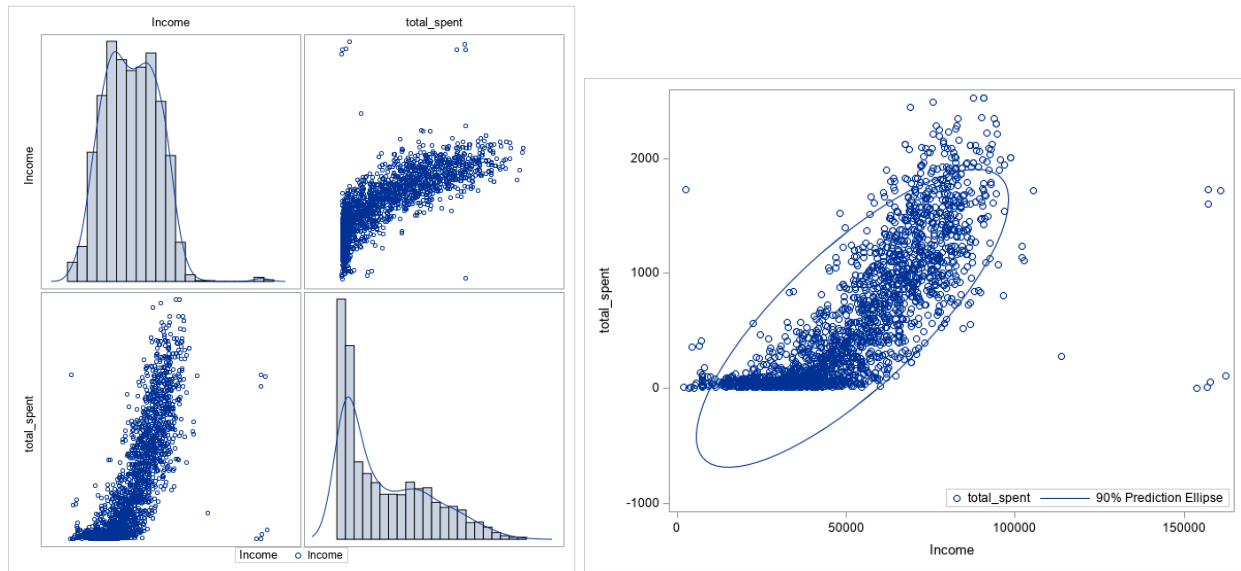 Income total_spent
Income
total_spent
Income Income
2000
1000
0
-1000
total_spent
total_spent 90% Prediction Ellipse
0 50000 100000 150000
Income